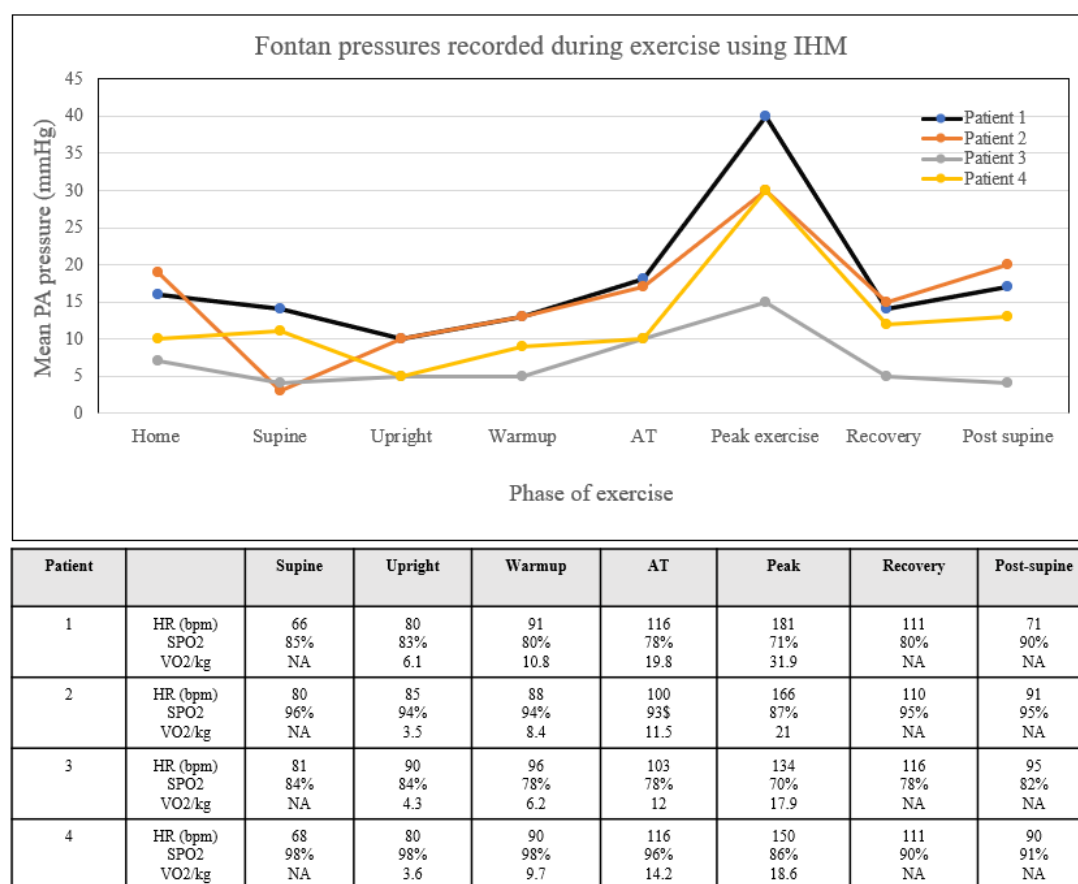 Fontan pressures recorded during exercise using IHM
45
40
35
30
25
20
15
10
5
0
Mean PA pressure (mmHg)
Patient 1
Patient 2
Patient 3
Patient 4
Home Supine Upright Warmup AT Peak exercise Recovery Post supine
Phase of exercise
Patient Supine Upright Warmup AT Peak Recovery Post-supine
1 HR (bpm) 66 80 91 116 181 111 71
SPO2 85% 83% 80% 78% 71% 80% 90%
VO2/kg NA 6.1 10.8 19.8 31.9 NA NA
2 HR (bpm) 80 85 88 100 166 110 91
SPO2 96% 94% 94% 93$ 87% 95% 95%
VO2/kg NA 3.5 8.4 11.5 21 NA NA
3 HR (bpm) 81 90 96 103 134 116 95
SPO2 84% 84% 78% 78% 70% 78% 82%
VO2/kg NA 4.3 6.2 12 17.9 NA NA
4 HR (bpm) 68 80 90 116 150 111 90
SPO2 98% 98% 98% 96% 86% 90% 91%
VO2/kg NA 3.6 9.7 14.2 18.6 NA NA